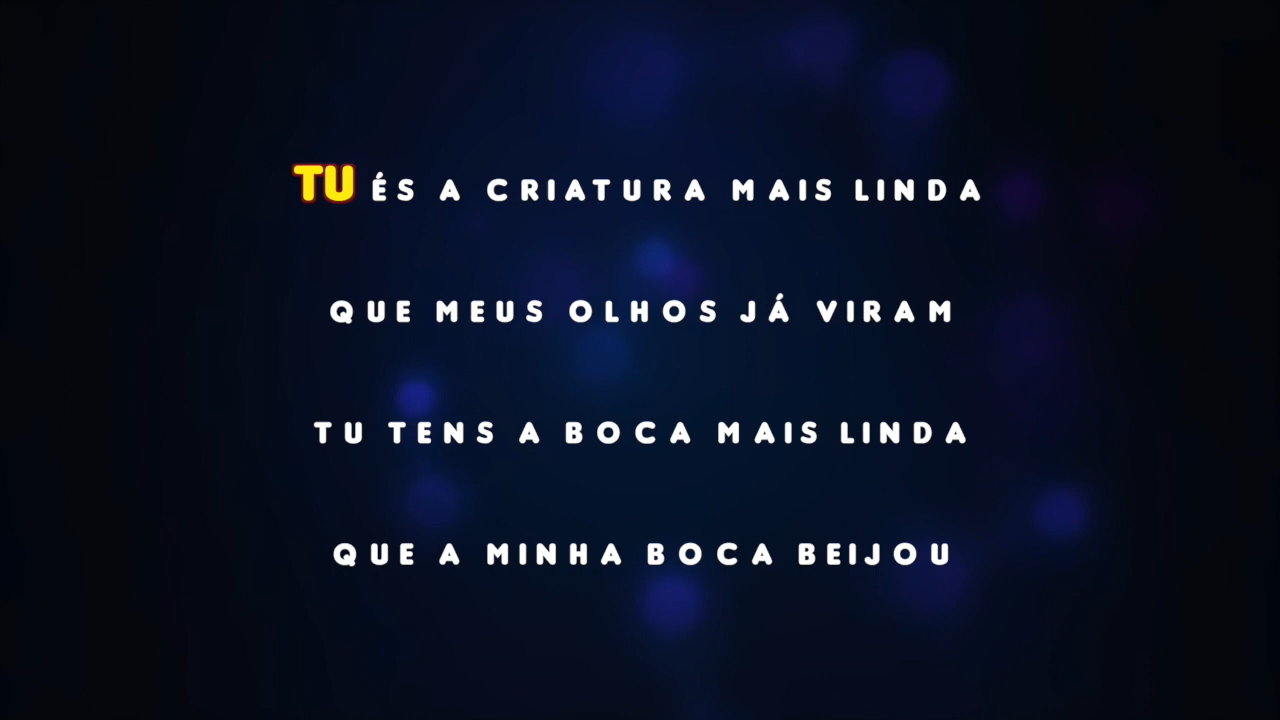 TU ÉS A CRIATURA MAIS LINDA
QUE MEUS OLHOS JÁ VIRAM
TU TENS A BOCA MAIS LINDA
QUE A MINHA BOCA BEIJOU